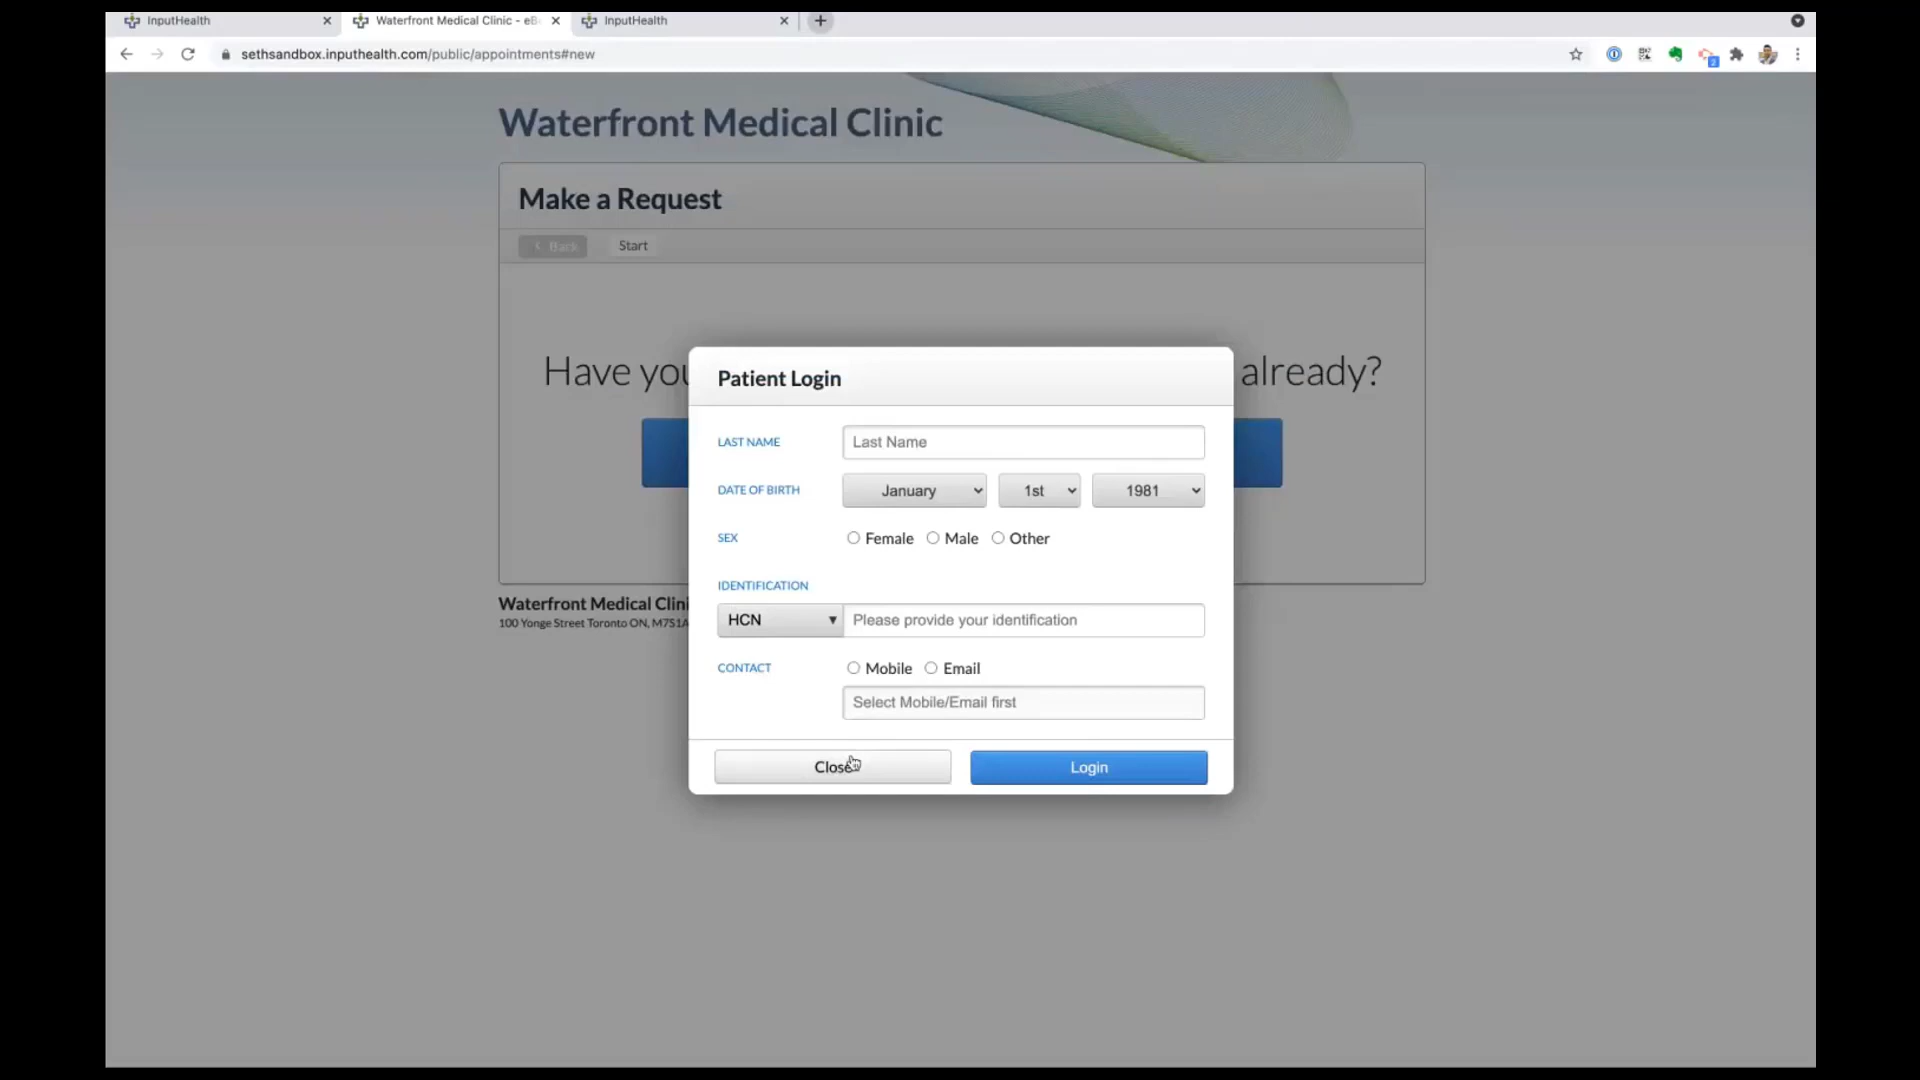 InputHealth
Waterfront Medical Clinic - eB
InputHealth
sethsandbox.inputhealth.com/public/appointments#new
2
Waterfront Medical Clinic
Make a Request
Back
Start
Have you already?
Patient Login
LAST NAME
Last Name
DATE OF BIRTH
January 1st 1981
SEX
Female Male Other
IDENTIFICATION
HCN
Please provide your identification
CONTACT
Mobile Email
Select Mobile/Email first
Close
Login
Waterfront Medical Clini
100 Yonge Street Toronto ON, M7S1A